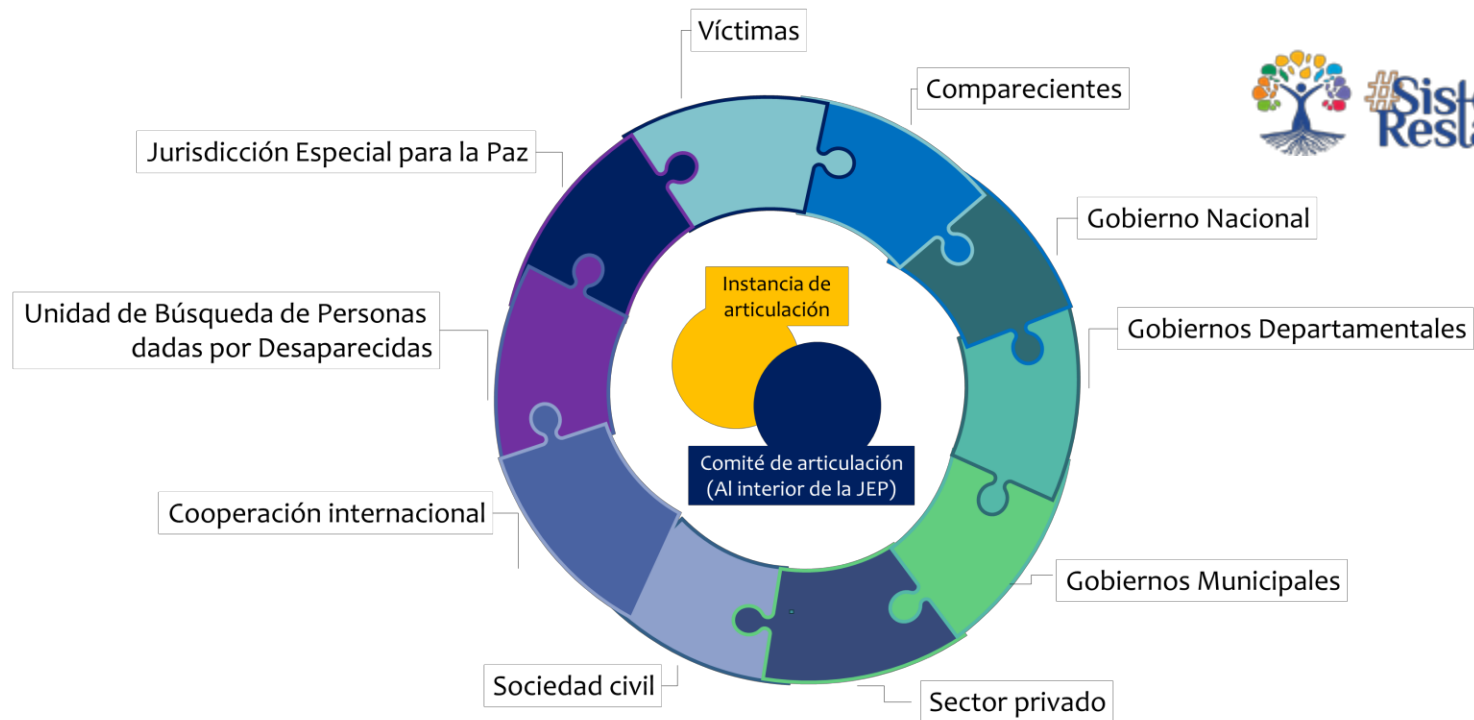 Víctimas
Comparecientes
Jurisdicción Especial para la Paz
Gobierno Nacional
Instancia de
articulación
Unidad de Búsqueda de Personas
dadas por Desaparecidas
Gobiernos Departamentales
Comité de articulación
(Al interior de la JEP)
Cooperación internacional
Gobiernos Municipales
Sociedad civil
Sector privado